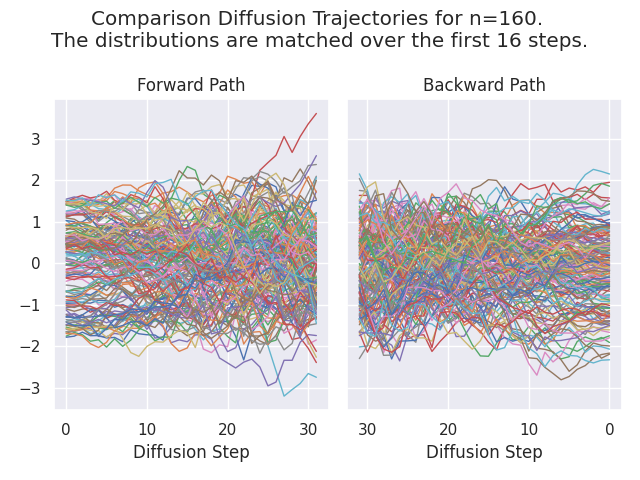 Comparison Diffusion Trajectories for n=160.
The distributions are matched over the first 16 steps.
Forward Path
Backward Path
3
2
1
0
−1
−2
−3
0 10 20 30
30 20 10 0
Diffusion Step
Diffusion Step